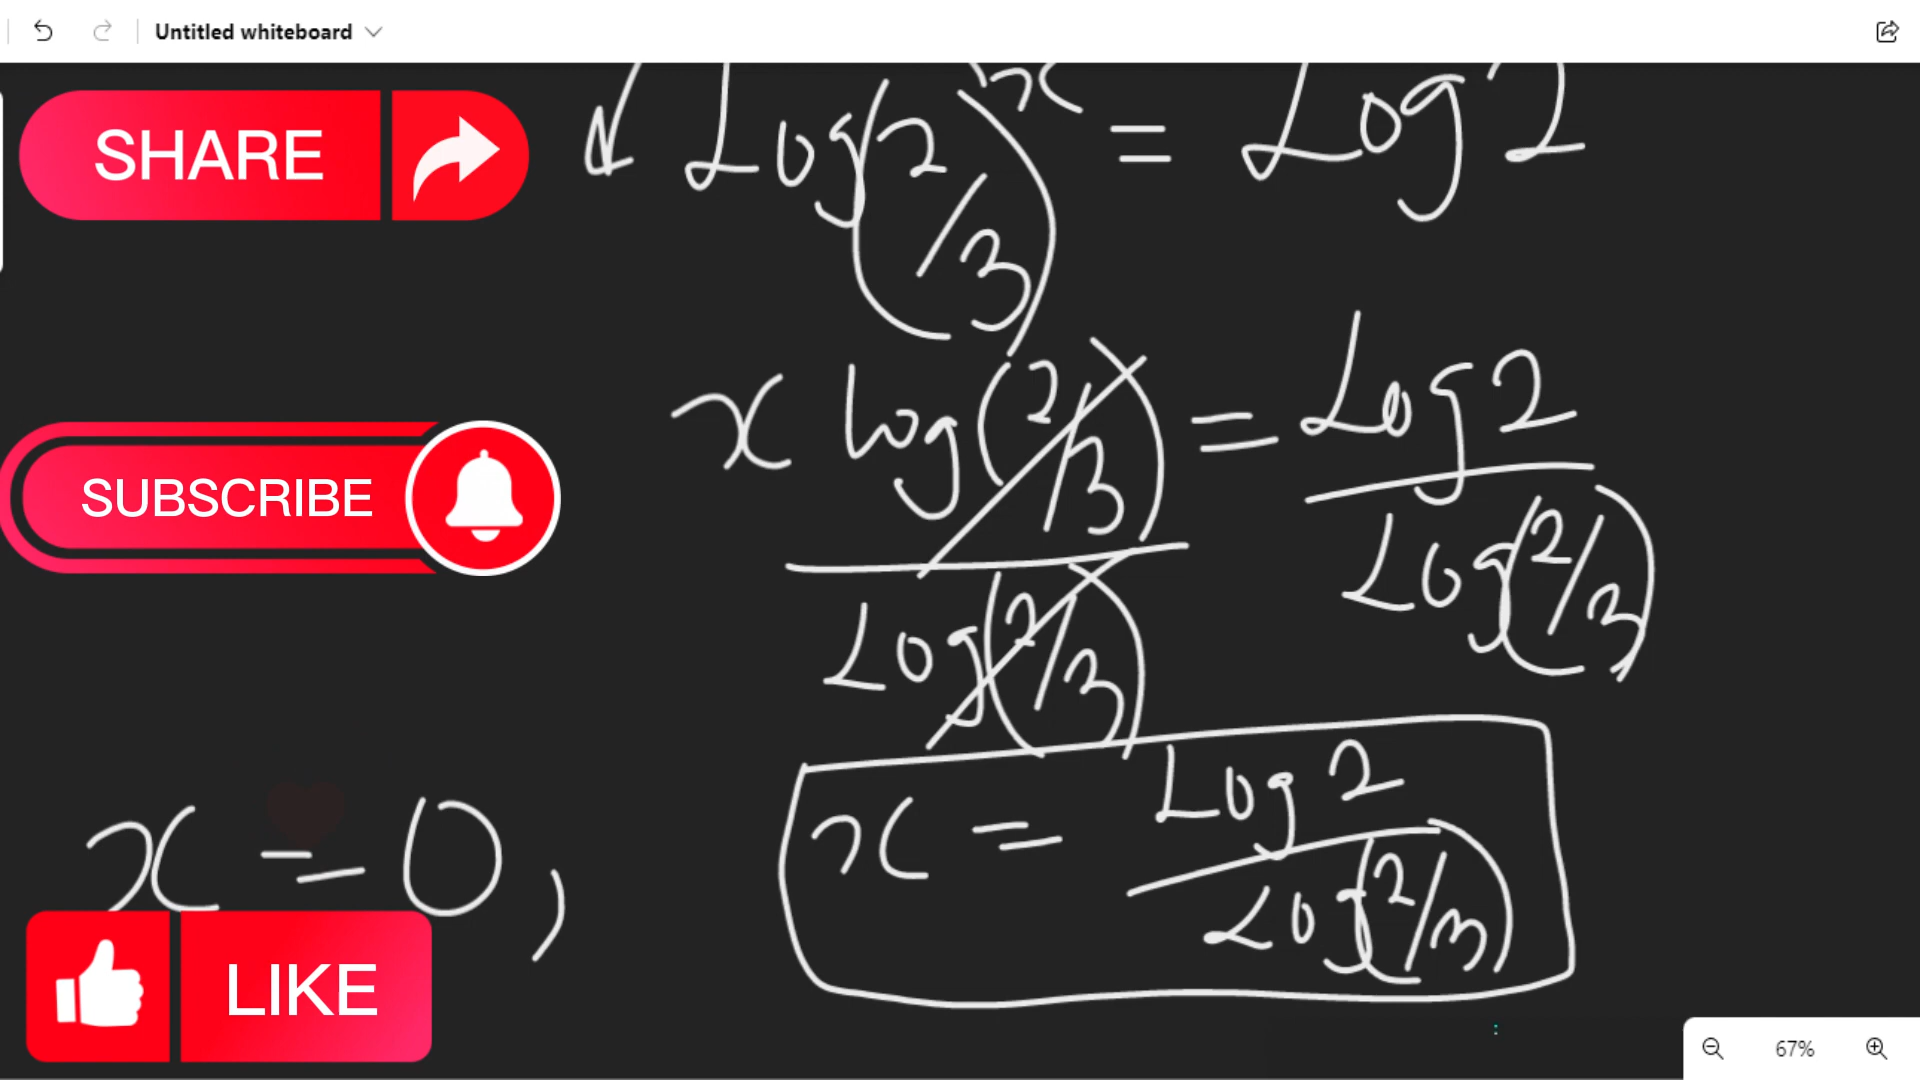 Untitled whiteboard
SHARE
Log(2/3)^x = Log 2
SUBSCRIBE
x log(2/3) = Log 2
Log(2/3) Log(2/3)
x = 0,
x = Log 2
Log(2/3)
LIKE
67%